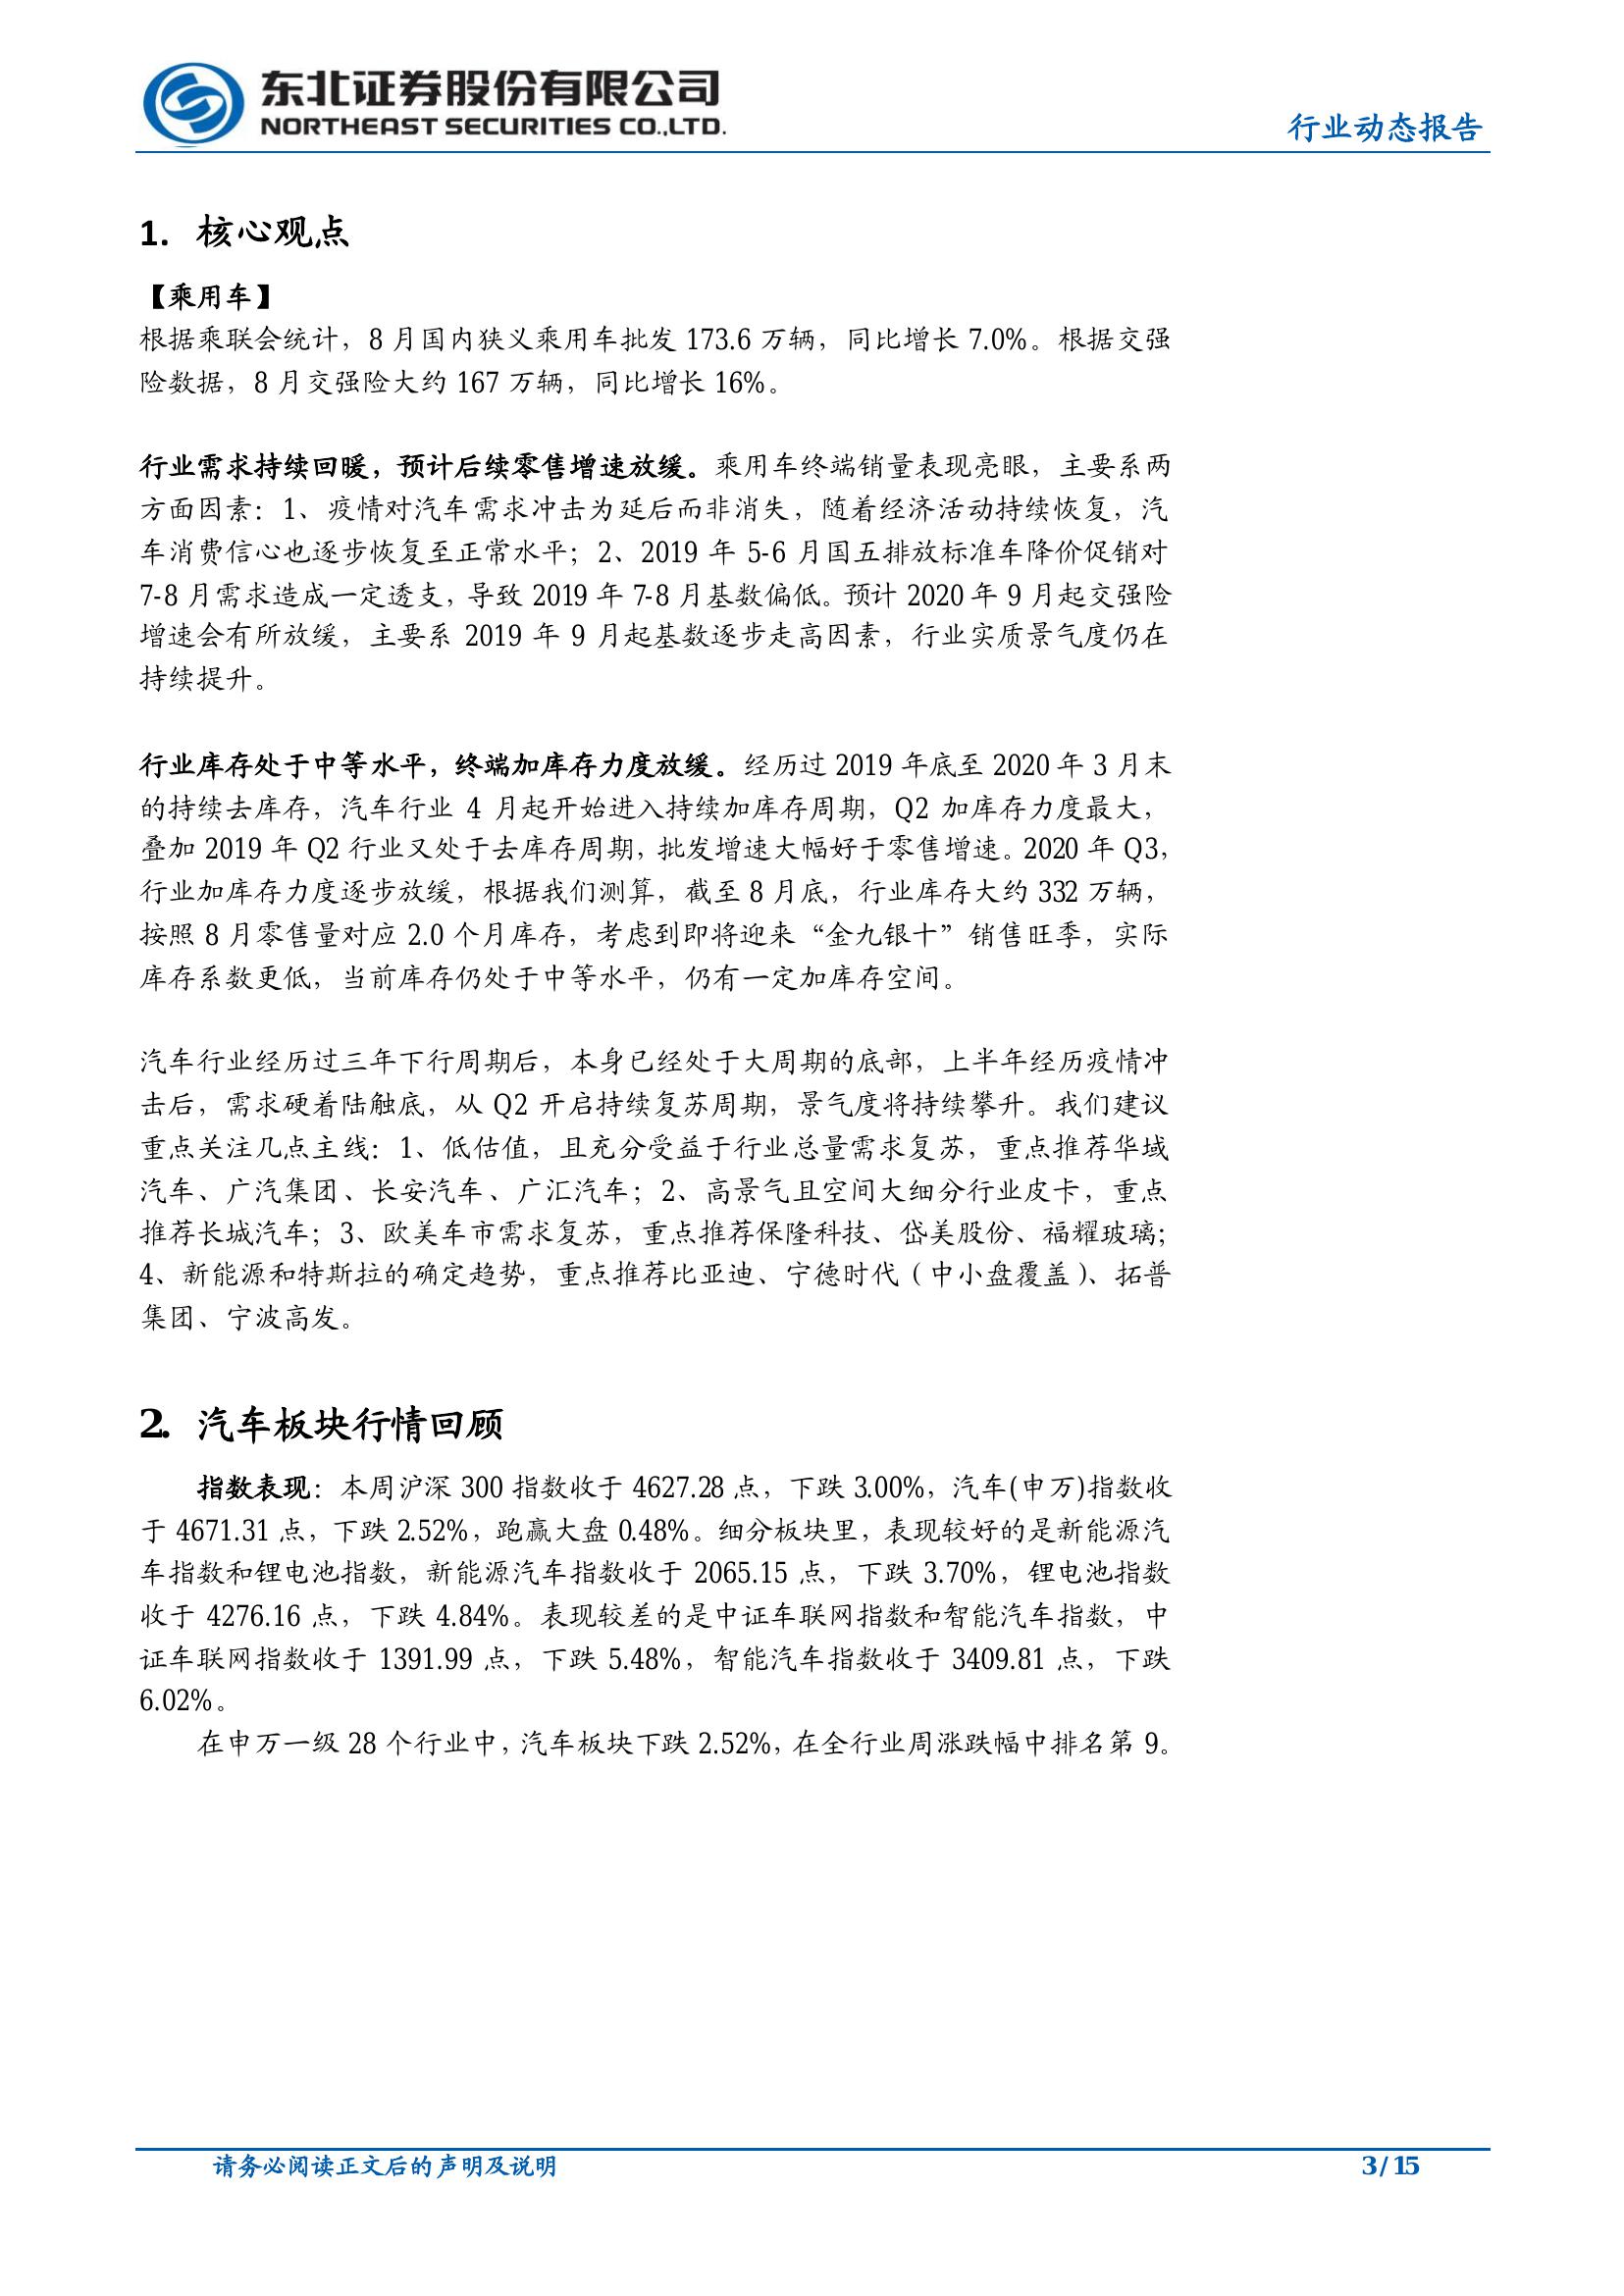 东北证券股份有限公司
NORTHEAST SECURITIES CO.,LTD.
行业动态报告
1. 核心观点
【乘用车】
根据乘联会统计，8 月国内狭义乘用车批发 173.6 万辆，同比增长 7.0%。根据交强
险数据，8 月交强险大约 167 万辆，同比增长 16%。
行业需求持续回暖，预计后续零售增速放缓。乘用车终端销量表现亮眼，主要系两
方面因素：1、疫情对汽车需求冲击为延后而非消失，随着经济活动持续恢复，汽
车消费信心也逐步恢复至正常水平；2、2019 年 5-6 月国五排放标准车降价促销对
7-8 月需求造成一定透支，导致 2019 年 7-8 月基数偏低。预计 2020 年 9 月起交强险
增速会有所放缓，主要系 2019 年 9 月起基数逐步走高因素，行业实质景气度仍在
持续提升。
行业库存处于中等水平，终端加库存力度放缓。经历过 2019 年底至 2020 年 3 月末
的持续去库存，汽车行业 4 月起开始进入持续加库存周期，Q2 加库存力度最大，
叠加 2019 年 Q2 行业又处于去库存周期，批发增速大幅好于零售增速。2020 年 Q3，
行业加库存力度逐步放缓，根据我们测算，截至 8 月底，行业库存大约 332 万辆，
按照 8 月零售量对应 2.0 个月库存，考虑到即将迎来“金九银十”销售旺季，实际
库存系数更低，当前库存仍处于中等水平，仍有一定加库存空间。
汽车行业经历过三年下行周期后，本身已经处于大周期的底部，上半年经历疫情冲
击后，需求硬着陆触底，从 Q2 开启持续复苏周期，景气度将持续攀升。我们建议
重点关注几点主线：1、低估值，且充分受益于行业总量需求复苏，重点推荐华域
汽车、广汽集团、长安汽车、广汇汽车；2、高景气且空间大细分行业皮卡，重点
推荐长城汽车；3、欧美车市需求复苏，重点推荐保隆科技、岱美股份、福耀玻璃；
4、新能源和特斯拉的确定趋势，重点推荐比亚迪、宁德时代（中小盘覆盖）、拓普
集团、宁波高发。
2. 汽车板块行情回顾
指数表现：本周沪深 300 指数收于 4627.28 点，下跌 3.00%，汽车(申万)指数收
于 4671.31 点，下跌 2.52%，跑赢大盘 0.48%。细分板块里，表现较好的是新能源汽
车指数和锂电池指数，新能源汽车指数收于 2065.15 点，下跌 3.70%，锂电池指数
收于 4276.16 点，下跌 4.84%。表现较差的是中证车联网指数和智能汽车指数，中
证车联网指数收于 1391.99 点，下跌 5.48%，智能汽车指数收于 3409.81 点，下跌
6.02%。
在申万一级 28 个行业中，汽车板块下跌 2.52%，在全行业周涨跌幅中排名第 9。
请务必阅读正文后的声明及说明
3 / 15